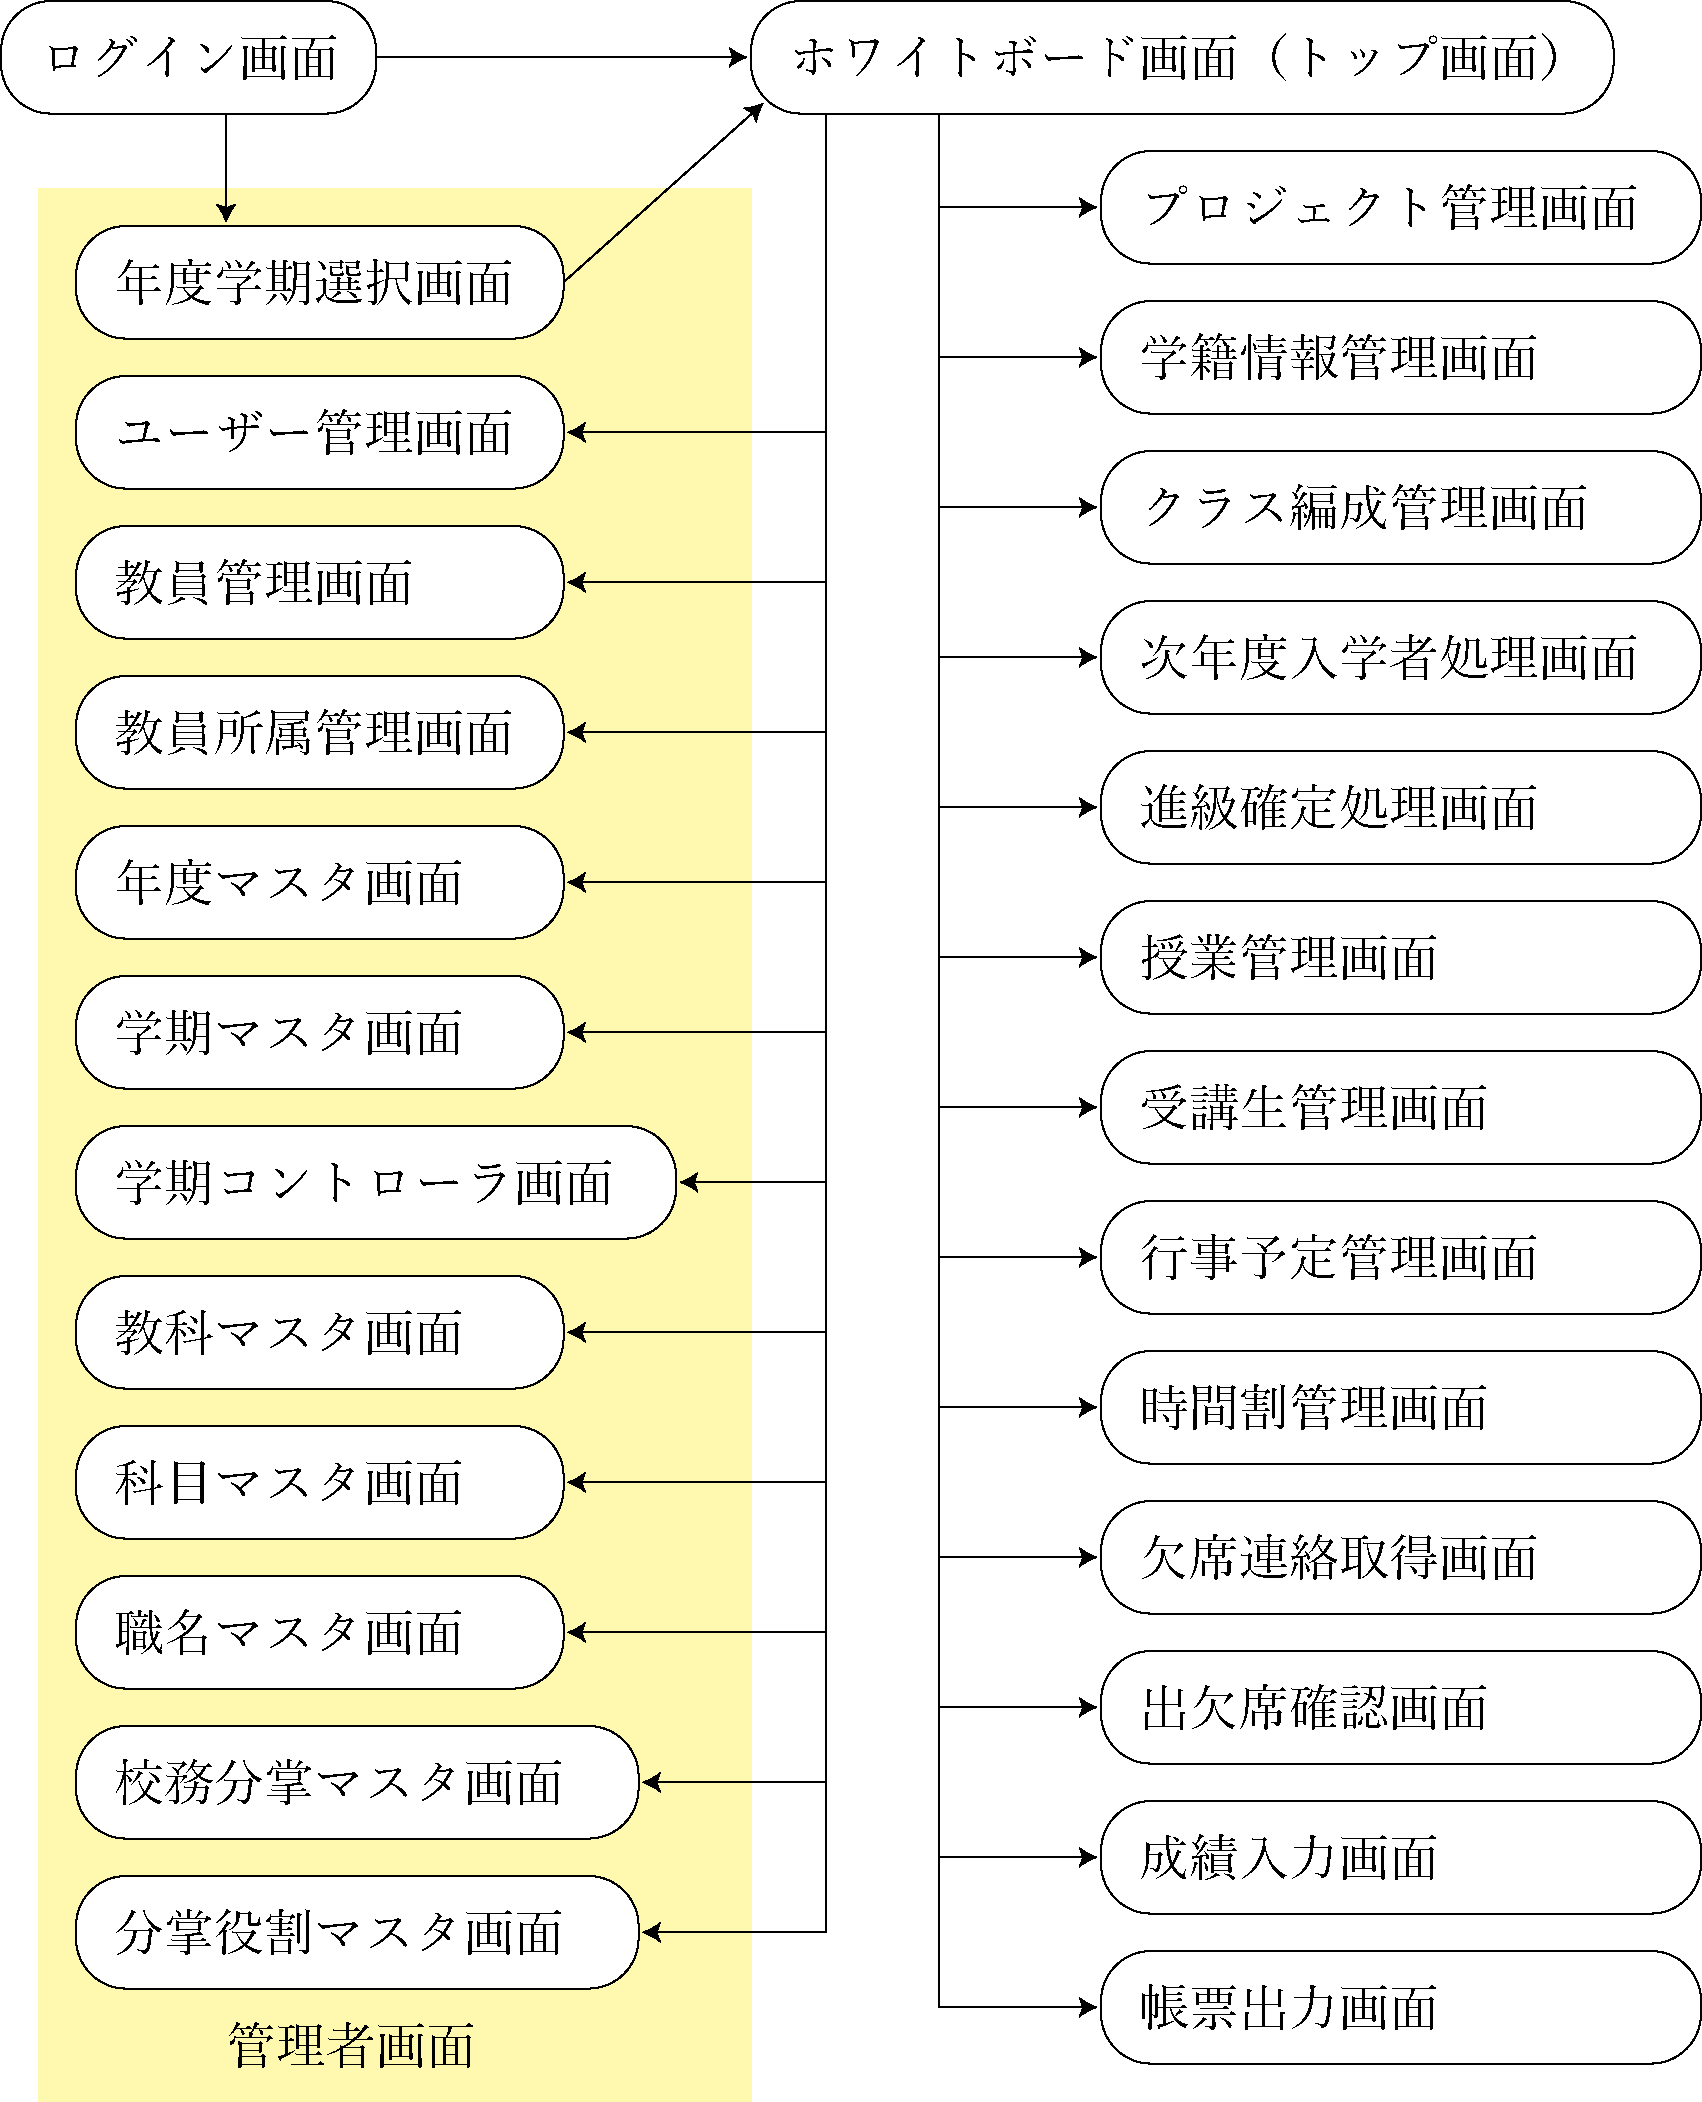 ログイン画面
ホワイトボード画面（トップ画面）
年度学期選択画面
ユーザー管理画面
教員管理画面
教員所属管理画面
年度マスタ画面
学期マスタ画面
学期コントローラ画面
教科マスタ画面
科目マスタ画面
職名マスタ画面
校務分掌マスタ画面
分掌役割マスタ画面
管理者画面
プロジェクト管理画面
学籍情報管理画面
クラス編成管理画面
次年度入学者処理画面
進級確定処理画面
授業管理画面
受講生管理画面
行事予定管理画面
時間割管理画面
欠席連絡取得画面
出欠席確認画面
成績入力画面
帳票出力画面